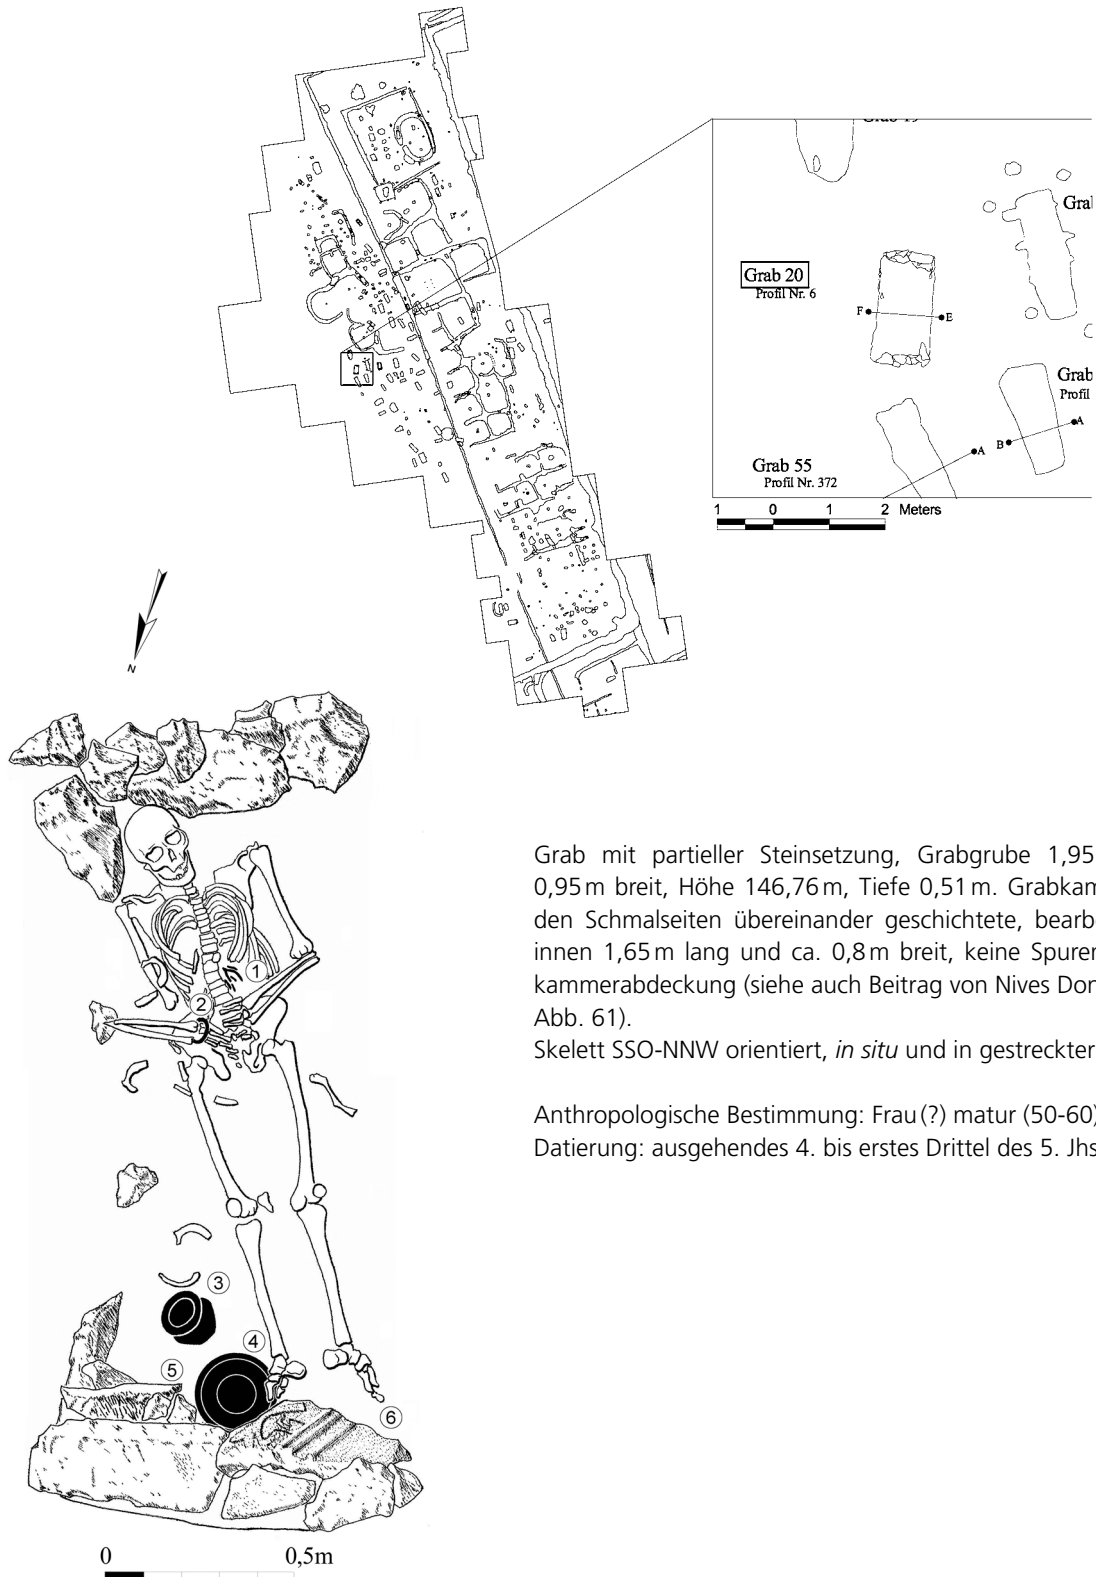 Grab 20
Profil Nr. 6
F
E
Grab
Profil
A
B
A
Grab 55
Profil Nr. 372
1 0 1 2 Meters
N
1
2
3
4
5
6
0 0,5m
Grab mit partieller Steinsetzung, Grabgrube 1,95
0,95 m breit, Höhe 146,76 m, Tiefe 0,51 m. Grabkam
den Schmalseiten übereinander geschichtete, bearb
innen 1,65 m lang und ca. 0,8 m breit, keine Spuren
kammerabdeckung (siehe auch Beitrag von Nives Don
Abb. 61).
Skelett SSO-NNW orientiert, in situ und in gestreckter
Anthropologische Bestimmung: Frau (?) matur (50-60)
Datierung: ausgehendes 4. bis erstes Drittel des 5. Jhs